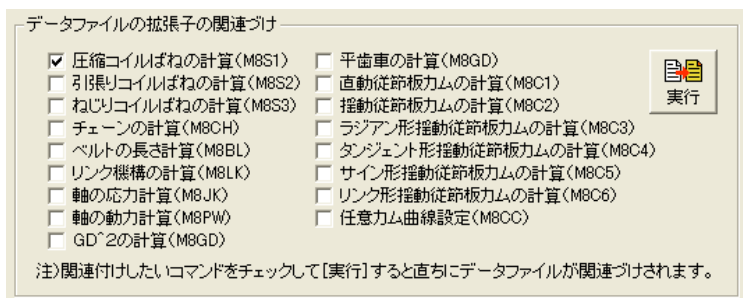 データファイルの拡張子の関連づけ
圧縮コイルばねの計算(M8S1)
引張りコイルばねの計算(M8S2)
ねじりコイルばねの計算(M8S3)
チェーンの計算(M8CH)
ベルトの長さ計算(M8BL)
リンク機構の計算(M8LK)
軸の応力計算(M8JK)
軸の動力計算(M8PW)
GD^2の計算(M8GD)
平歯車の計算(M8GD)
直動従節板カムの計算(M8C1)
揺動従節板カムの計算(M8C2)
ラジアン形揺動従節板カムの計算(M8C3)
タンジェント形揺動従節板カムの計算(M8C4)
サイン形揺動従節板カムの計算(M8C5)
リンク形揺動従節板カムの計算(M8C6)
任意カム曲線設定(M8CC)
実行
注)関連付けしたいコマンドをチェックして[実行]すると直ちにデータファイルが関連づけされます。